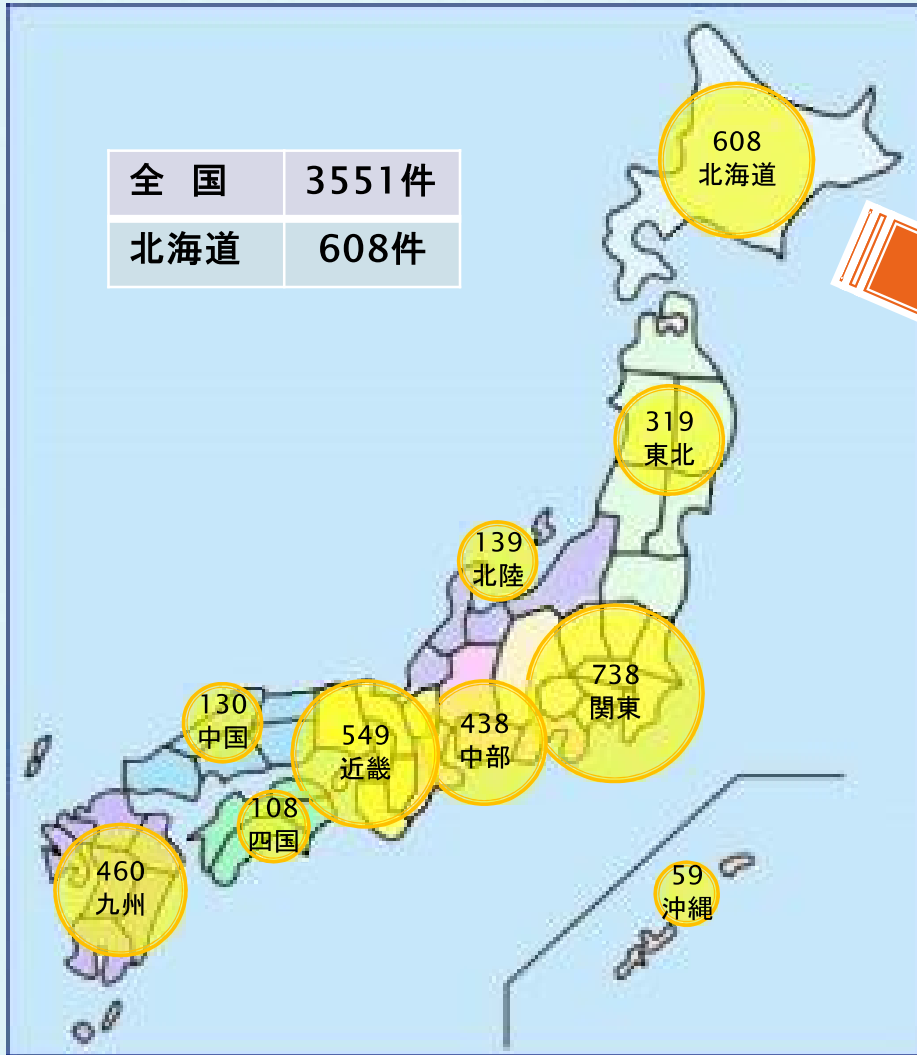 全 国 3551件
北海道 608件
608
北海道
319
東北
139
北陸
738
関東
130
中国
549
近畿
438
中部
108
四国
460
九州
59
沖縄